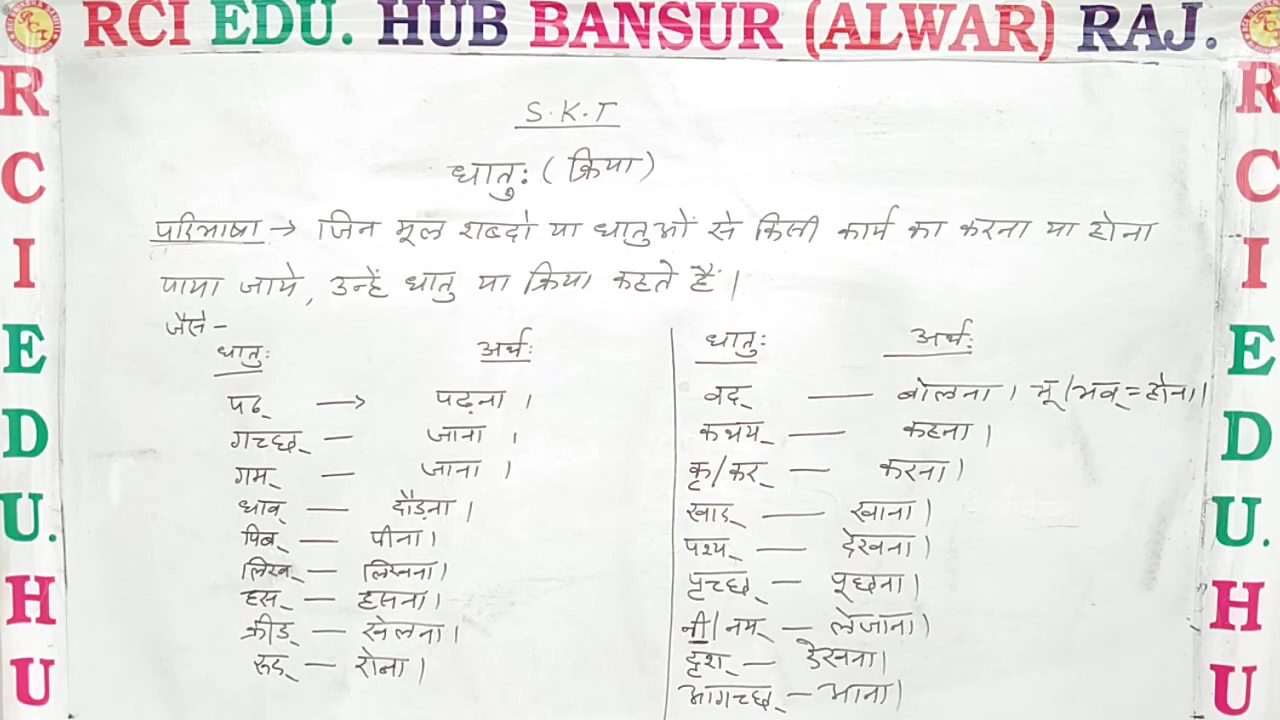 RCI EDU. HUB BANSUR (ALWAR) RAJ.
S.K.T
धातुः ( क्रिया )
परिभाषा → जिन मूल शब्दो या धातुओं से किसी कार्य का करना या होना
पाया जाये, उन्हें धातु या क्रिया कहते हैं।
जैसे -
धातुः अर्थः
पढ् → पढ़ना ।
गच्छ् — जाना ।
गम् — जाना ।
धाव् — दौड़ना ।
पिब् — पीना ।
लिख् — लिखना ।
हस् — हसना ।
क्रीड् — खेलना ।
रूद् — रोना ।
धातुः अर्थः
वद् — बोलना । भू/भव् = होना ।
कथय् — कहना ।
कृ/कर् — करना ।
खाद् — खाना ।
पश्य् — देखना ।
पृच्छ् — पूछना ।
नी/नय् — लेजाना ।
दृश् — देखना ।
आगच्छ् — आना ।
R
C
I
E
D
U.
H
U
R
C
I
E
D
U.
H
U